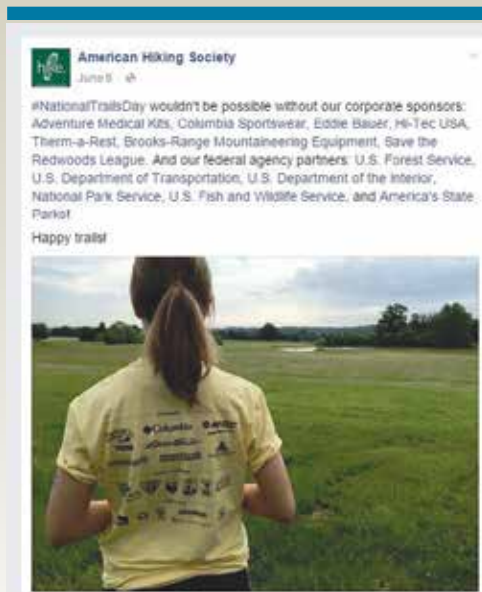 hike.
American Hiking Society
June 6
#NationalTrailsDay wouldn't be possible without our corporate sponsors:
Adventure Medical Kits, Columbia Sportswear, Eddie Bauer, Hi-Tec USA,
Therm-a-Rest, Brooks-Range Mountaineering Equipment, Save the
Redwoods League. And our federal agency partners: U.S. Forest Service,
U.S. Department of Transportation, U.S. Department of the Interior,
National Park Service, U.S. Fish and Wildlife Service, and America's State
Parks!
Happy trails!
Columbia